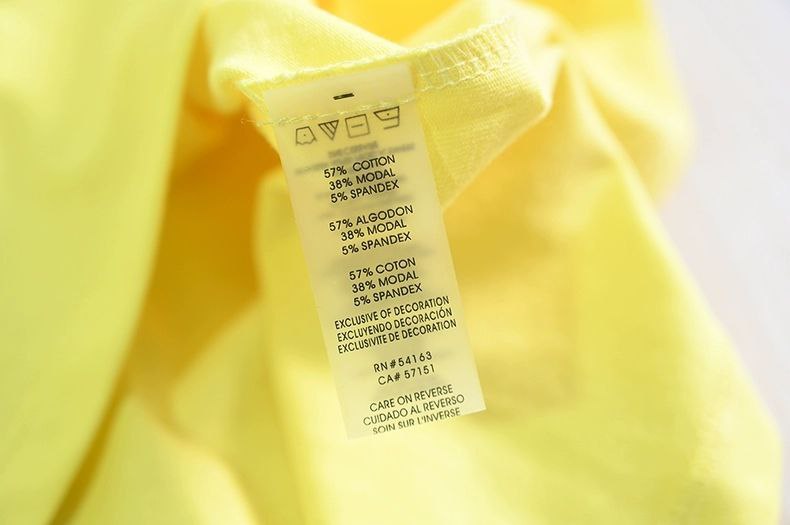 57% COTTON
38% MODAL
5% SPANDEX
57% ALGODON
38% MODAL
5% SPANDEX
57% COTON
38% MODAL
5% SPANDEX
EXCLUSIVE OF DECORATION
EXCLUYENDO DECORACIÓN
EXCLUSIVITE DE DECORATION
RN#54163
CA# 57151
CARE ON REVERSE
CUIDADO AL REVERSO
SOIN SUR L'INVERSE